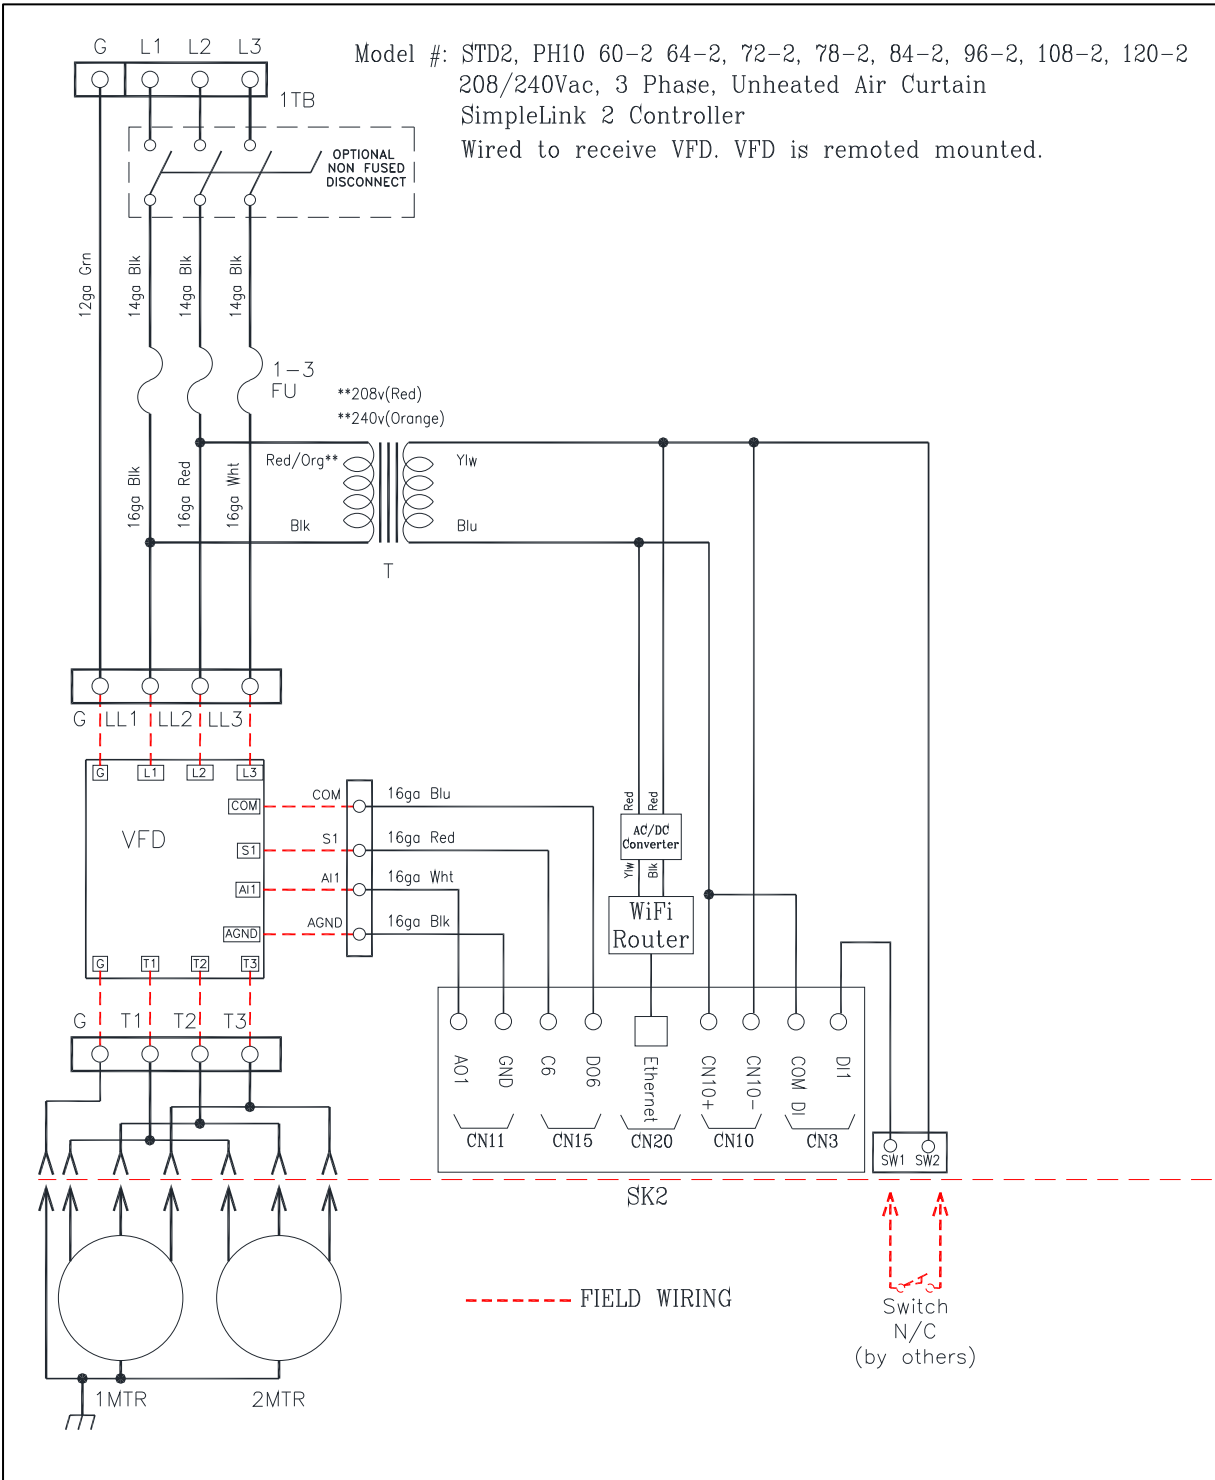 G L1 L2 L3
1TB
Model #: STD2, PH10 60-2 64-2, 72-2, 78-2, 84-2, 96-2, 108-2, 120-2
208/240Vac, 3 Phase, Unheated Air Curtain
SimpleLink 2 Controller
Wired to receive VFD. VFD is remoted mounted.
OPTIONAL
NON FUSED
DISCONNECT
12ga Grn
14ga Blk
14ga Blk
14ga Blk
1-3
FU
**208v(Red)
**240v(Orange)
Red/Org**
Ylw
16ga Blk
16ga Red
16ga Wht
Blk
Blu
T
G LL1 LL2 LL3
G L1 L2 L3
COM
S1
AI1
AGND
VFD
G T1 T2 T3
COM
S1
AI1
AGND
16ga Blu
16ga Red
16ga Wht
16ga Blk
Red
Red
AC/DC
Converter
Ylw
Blk
WiFi
Router
G T1 T2 T3
AO1
GND
C6
DO6
Ethernet
CN10+
CN10-
COM DI
DI1
CN11
CN15
CN20
CN10
CN3
SW1 SW2
SK2
FIELD WIRING
Switch
N/C
(by others)
1MTR
2MTR